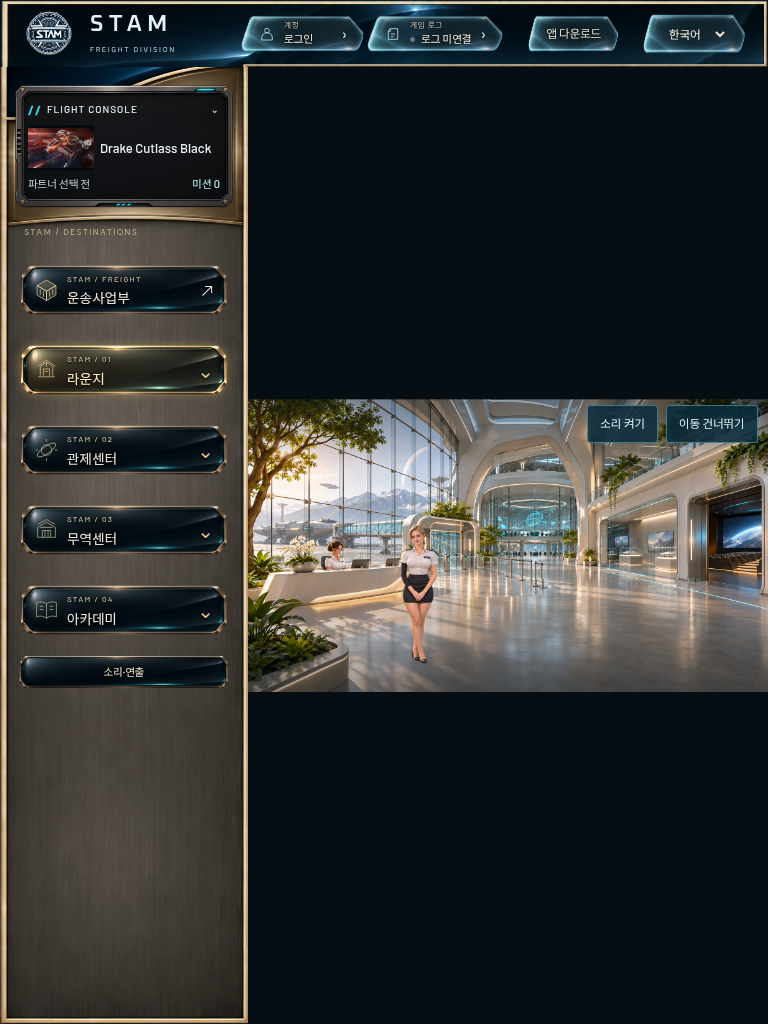 STAM
STAM
FREIGHT DIVISION
계정
로그인
게임 로그
로그 미연결
앱 다운로드
한국어
// FLIGHT CONSOLE
Drake Cutlass Black
파트너 선택 전
미션 0
STAM / DESTINATIONS
STAM / FREIGHT
운송사업부
STAM / 01
라운지
STAM / 02
관제센터
STAM / 03
무역센터
STAM / 04
아카데미
소리·연출
소리 켜기
이동 건너뛰기